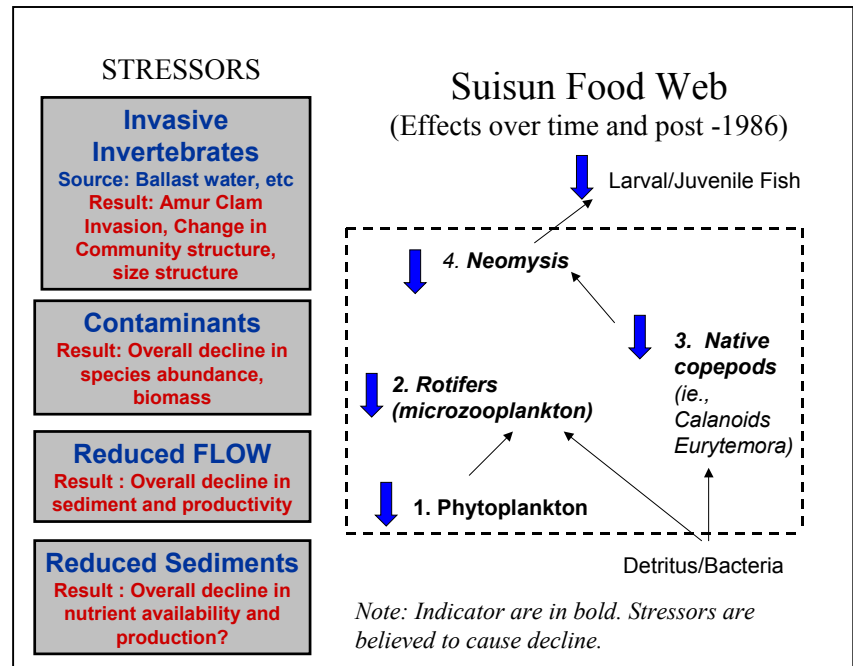 STRESSORS
Invasive
Invertebrates
Source: Ballast water, etc
Result: Amur Clam
Invasion, Change in
Community structure,
size structure
Contaminants
Result: Overall decline in
species abundance,
biomass
Reduced FLOW
Result : Overall decline in
sediment and productivity
Reduced Sediments
Result : Overall decline in
nutrient availability and
production?
Suisun Food Web
(Effects over time and post -1986)
Larval/Juvenile Fish
4. Neomysis
3. Native
copepods
(ie.,
Calanoids
Eurytemora)
2. Rotifers
(microzooplankton)
1. Phytoplankton
Detritus/Bacteria
Note: Indicator are in bold. Stressors are
believed to cause decline.